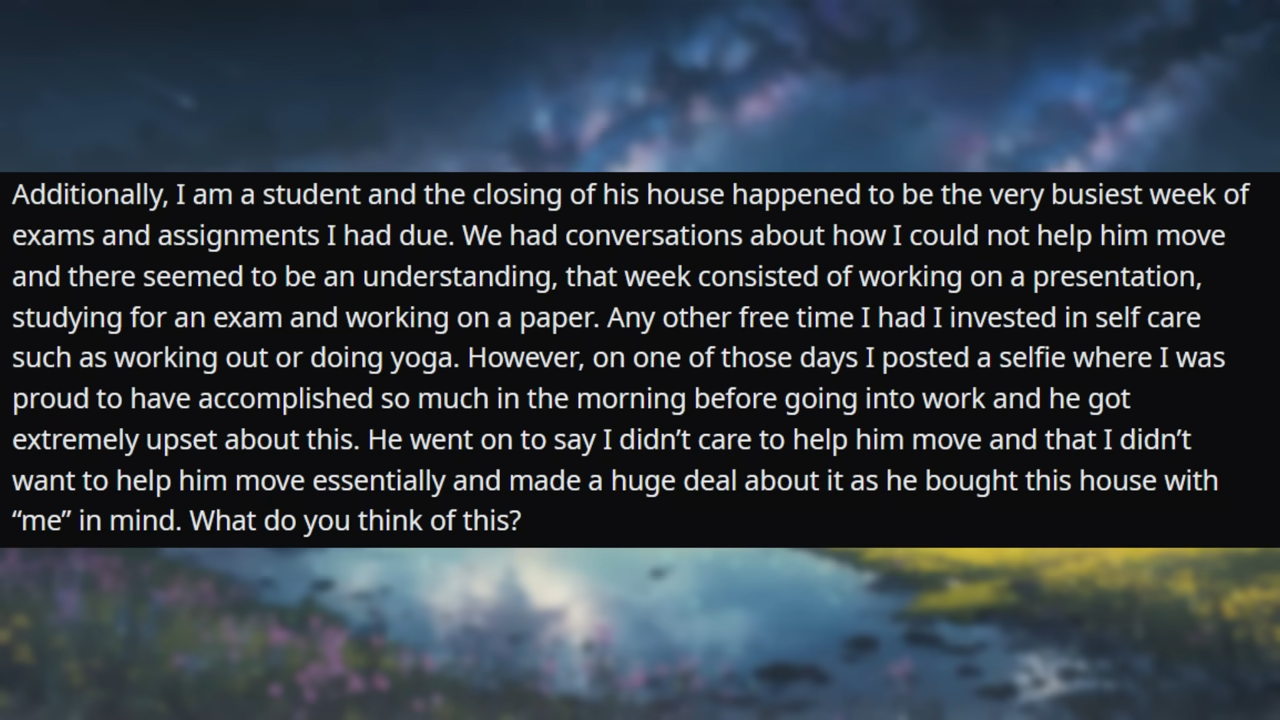 Additionally, I am a student and the closing of his house happened to be the very busiest week of
exams and assignments I had due. We had conversations about how I could not help him move
and there seemed to be an understanding, that week consisted of working on a presentation,
studying for an exam and working on a paper. Any other free time I had I invested in self care
such as working out or doing yoga. However, on one of those days I posted a selfie where I was
proud to have accomplished so much in the morning before going into work and he got
extremely upset about this. He went on to say I didn’t care to help him move and that I didn’t
want to help him move essentially and made a huge deal about it as he bought this house with
“me” in mind. What do you think of this?